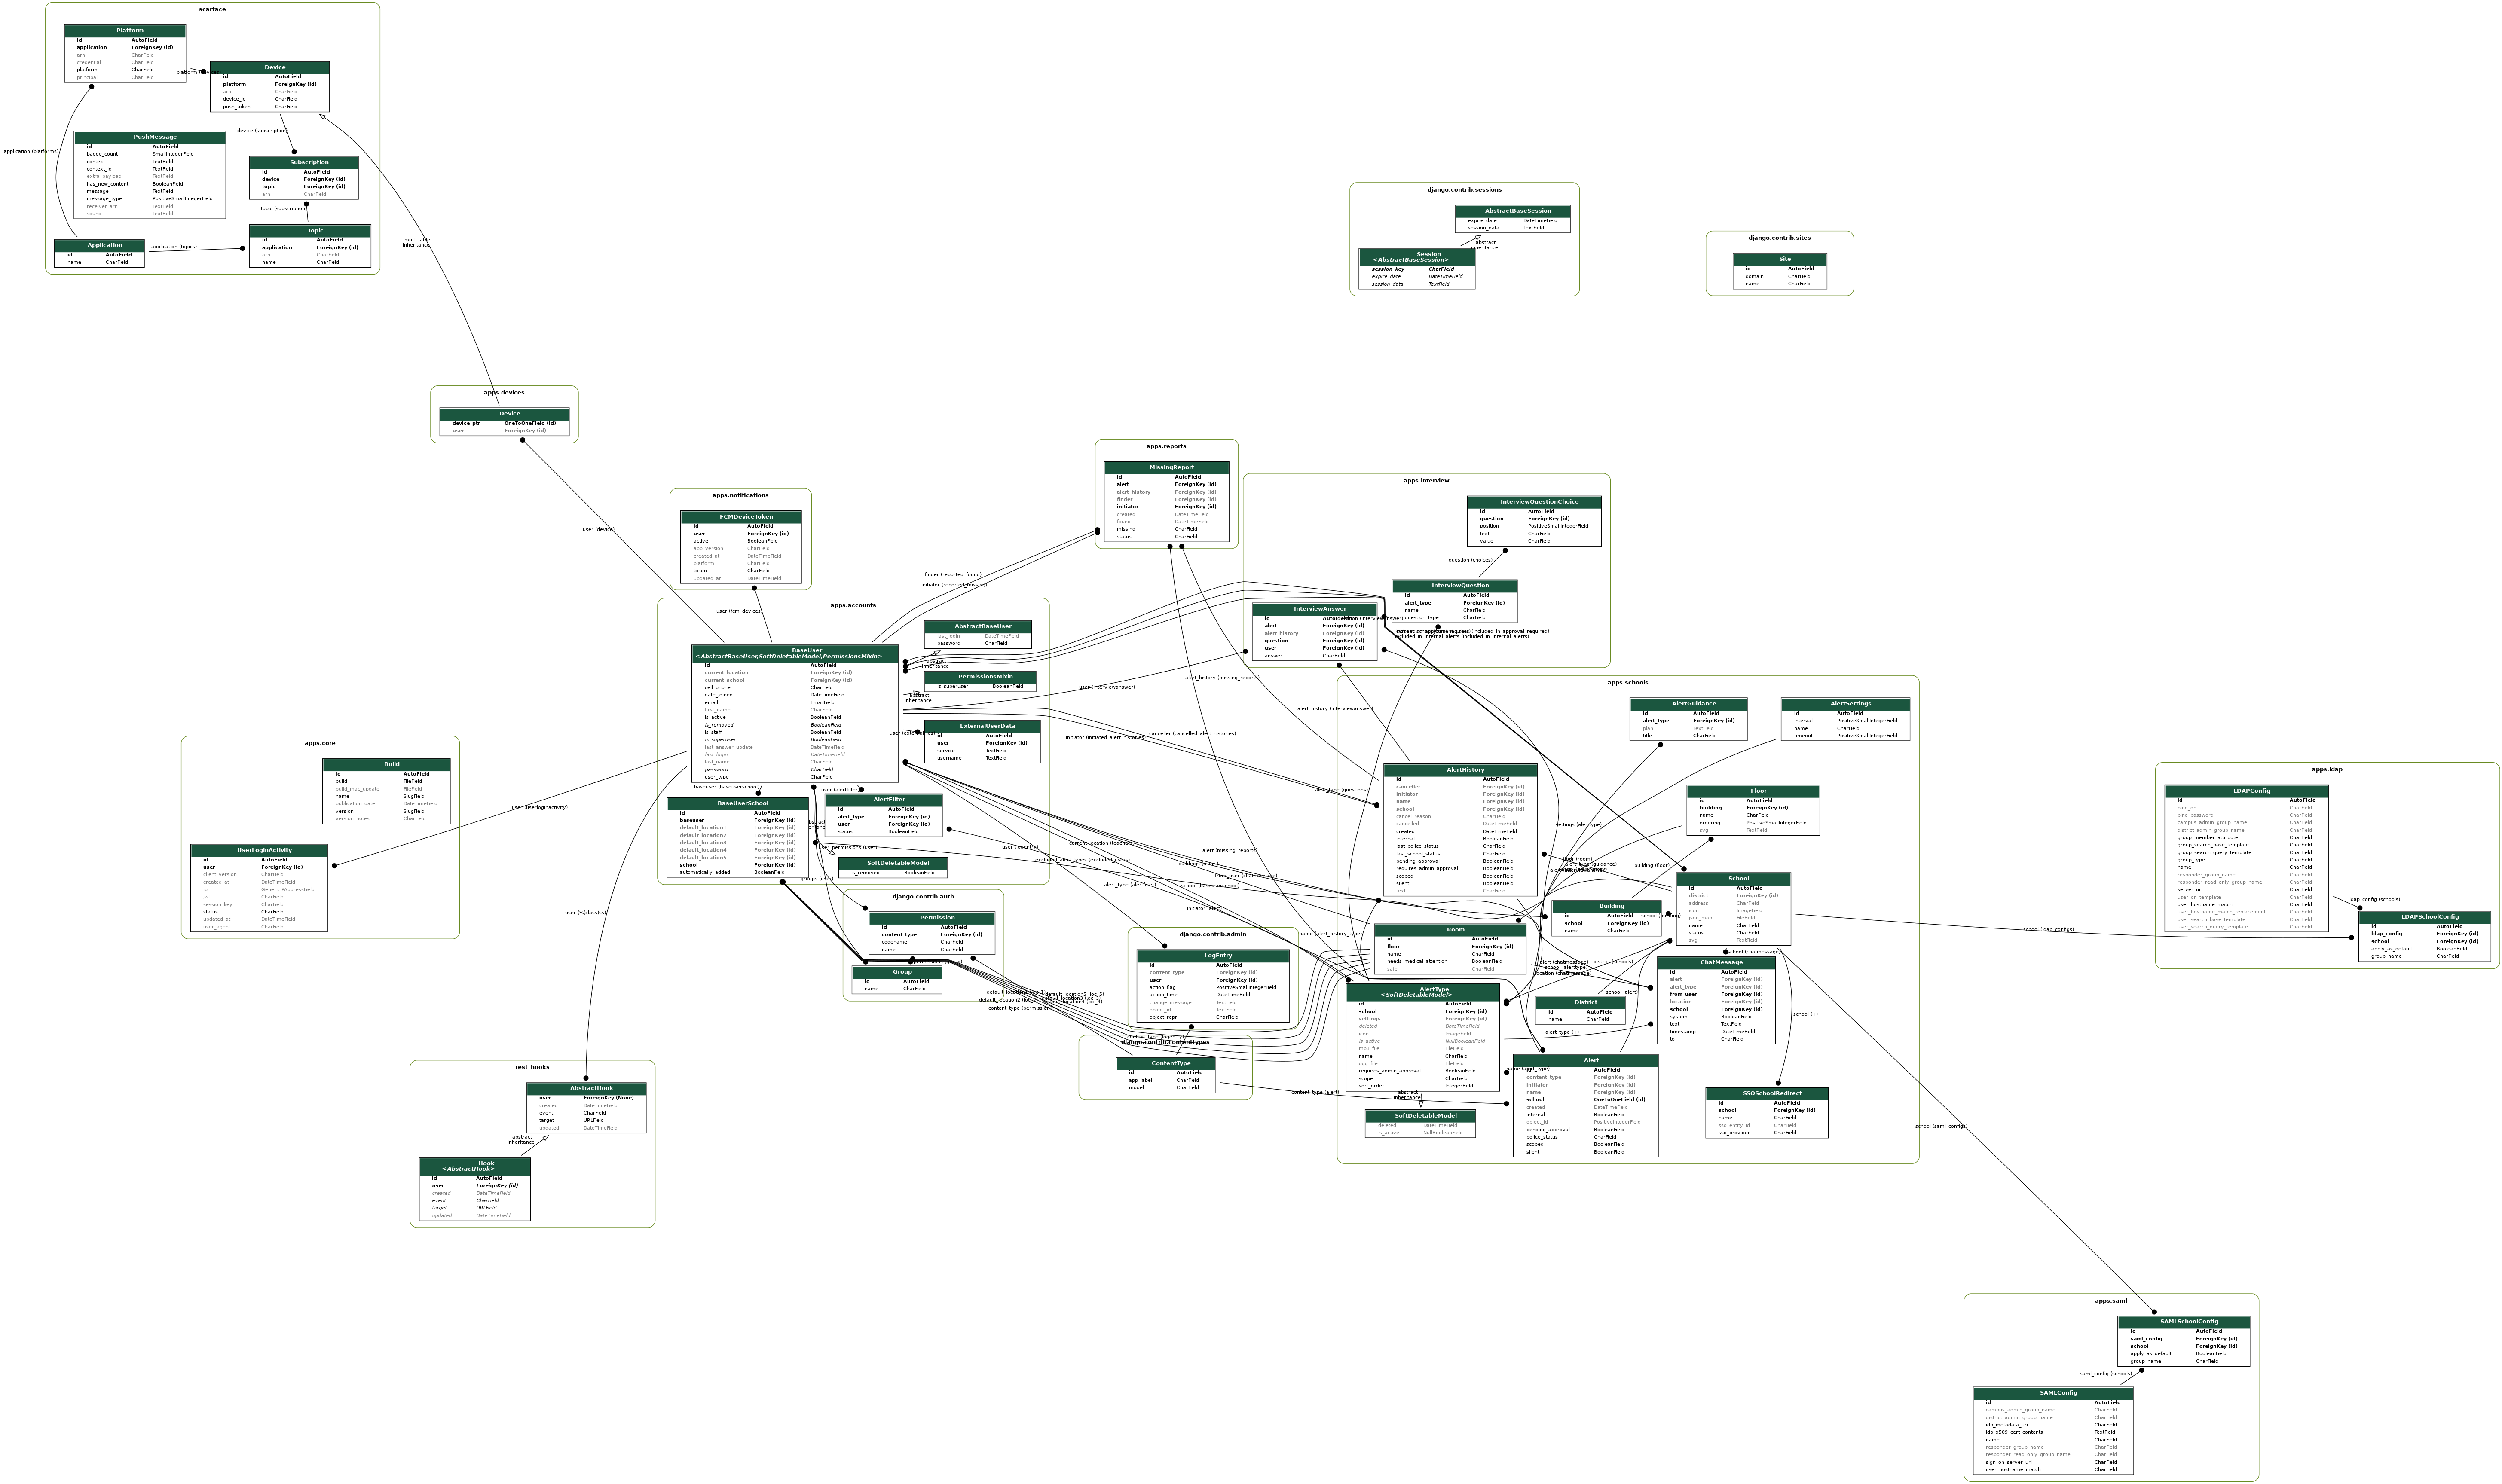 scarface
Platform
id AutoField
application ForeignKey (id)
arn CharField
credential CharField
platform CharField
principal CharField
Device
id AutoField
platform ForeignKey (id)
arn CharField
device_id CharField
push_token CharField
device (subscription)
PushMessage
id AutoField
badge_count SmallIntegerField
context TextField
context_id TextField
extra_payload TextField
has_new_content BooleanField
message TextField
message_type PositiveSmallIntegerField
receiver_arn TextField
sound TextField
application (platforms)
Subscription
id AutoField
device ForeignKey (id)
topic ForeignKey (id)
arn CharField
topic (subscription)
Topic
id AutoField
application ForeignKey (id)
arn CharField
name CharField
Application
id AutoField
name CharField
application (topics)
multi-table
inheritance
django.contrib.sessions
AbstractBaseSession
expire_date DateTimeField
session_data TextField
abstract
inheritance
Session
<AbstractBaseSession>
session_key CharField
expire_date DateTimeField
session_data TextField
django.contrib.sites
Site
id AutoField
domain CharField
name CharField
apps.devices
Device
device_ptr OneToOneField (id)
user ForeignKey (id)
user (device)
apps.notifications
FCMDeviceToken
id AutoField
user ForeignKey (id)
active BooleanField
app_version CharField
created_at DateTimeField
platform CharField
token CharField
updated_at DateTimeField
user (fcm_devices)
apps.reports
MissingReport
id AutoField
alert ForeignKey (id)
alert_history ForeignKey (id)
finder ForeignKey (id)
initiator ForeignKey (id)
created DateTimeField
found DateTimeField
missing CharField
status CharField
finder (reported_found)
initiator (reported_missing)
apps.interview
InterviewQuestionChoice
id AutoField
question ForeignKey (id)
position PositiveSmallIntegerField
text CharField
value CharField
question (choices)
InterviewQuestion
id AutoField
alert_type ForeignKey (id)
name CharField
question_type CharField
InterviewAnswer
id AutoField
alert ForeignKey (id)
alert_history ForeignKey (id)
question ForeignKey (id)
user ForeignKey (id)
answer CharField
included_in_internal_alerts (included_in_internal_alerts)
apps.accounts
AbstractBaseUser
last_login DateTimeField
password CharField
abstract
inheritance
BaseUser
<AbstractBaseUser,SoftDeletableModel,PermissionsMixin>
id AutoField
current_location ForeignKey (id)
current_school ForeignKey (id)
cell_phone CharField
date_joined DateTimeField
email EmailField
first_name CharField
is_active BooleanField
is_removed BooleanField
is_staff BooleanField
is_superuser BooleanField
last_answer_update DateTimeField
last_login DateTimeField
last_name CharField
password CharField
user_type CharField
PermissionsMixin
is_superuser BooleanField
abstract
inheritance
ExternalUserData
id AutoField
user ForeignKey (id)
service TextField
username TextField
baseuser (baseuserschool)
user (alertfilter)
BaseUserSchool
id AutoField
baseuser ForeignKey (id)
default_location1 ForeignKey (id)
default_location2 ForeignKey (id)
default_location3 ForeignKey (id)
default_location4 ForeignKey (id)
default_location5 ForeignKey (id)
school ForeignKey (id)
automatically_added BooleanField
AlertFilter
id AutoField
alert_type ForeignKey (id)
user ForeignKey (id)
status BooleanField
SoftDeletableModel
is_removed BooleanField
user_permissions (user)
groups (user)
user (interviewanswer)
alert_history (missing_reports)
alert_history (interviewanswer)
initiator (initiated_alert_histories)
canceller (cancelled_alert_histories)
alert_type (questions)
user (logentry)
current_location (teachers)
excluded_alert_types (excluded_users)
alert (missing_reports)
buildings (users)
from_user (chatmessage)
alert_type (alertfilter)
school (baseuserschool)
initiator (alert)
apps.core
Build
id AutoField
build FileField
build_mac_update FileField
name SlugField
publication_date DateTimeField
version SlugField
version_notes CharField
UserLoginActivity
id AutoField
user ForeignKey (id)
client_version CharField
created_at DateTimeField
ip GenericIPAddressField
jwt CharField
session_key CharField
status CharField
updated_at DateTimeField
user_agent CharField
user (userloginactivity)
user (%(class)ss)
apps.schools
AlertGuidance
id AutoField
alert_type ForeignKey (id)
plan TextField
title CharField
AlertSettings
id AutoField
interval PositiveSmallIntegerField
name CharField
timeout PositiveSmallIntegerField
AlertHistory
id AutoField
canceller ForeignKey (id)
initiator ForeignKey (id)
name ForeignKey (id)
school ForeignKey (id)
cancel_reason CharField
cancelled DateTimeField
created DateTimeField
internal BooleanField
last_police_status CharField
last_school_status CharField
pending_approval BooleanField
requires_admin_approval BooleanField
scoped BooleanField
silent BooleanField
text CharField
settings (alerttype)
Floor
id AutoField
building ForeignKey (id)
name CharField
ordering PositiveSmallIntegerField
svg TextField
floor (room)
alert_type (guidance)
building (floor)
School
id AutoField
district ForeignKey (id)
address CharField
icon ImageField
json_map FileField
name CharField
status CharField
svg TextField
Building
id AutoField
school ForeignKey (id)
name CharField
school (building)
name (alert_history_type)
Room
id AutoField
floor ForeignKey (id)
name CharField
needs_medical_attention BooleanField
safe CharField
school (chatmessage)
alert (chatmessage)
school (alerttype)
location (chatmessage)
district (schools)
ChatMessage
id AutoField
alert ForeignKey (id)
alert_type ForeignKey (id)
from_user ForeignKey (id)
location ForeignKey (id)
school ForeignKey (id)
system BooleanField
text TextField
timestamp DateTimeField
to CharField
AlertType
<SoftDeletableModel>
id AutoField
school ForeignKey (id)
settings ForeignKey (id)
deleted DateTimeField
icon ImageField
is_active NullBooleanField
mp3_file FileField
name CharField
ogg_file FileField
requires_admin_approval BooleanField
scope CharField
sort_order IntegerField
school (alert)
District
id AutoField
name CharField
alert_type (+)
school (+)
name (alert_type)
Alert
id AutoField
content_type ForeignKey (id)
initiator ForeignKey (id)
name ForeignKey (id)
school OneToOneField (id)
created DateTimeField
internal BooleanField
object_id PositiveIntegerField
pending_approval BooleanField
police_status CharField
scoped BooleanField
silent BooleanField
abstract
inheritance
SoftDeletableModel
deleted DateTimeField
is_active NullBooleanField
SSOSchoolRedirect
id AutoField
school ForeignKey (id)
name CharField
sso_entity_id CharField
sso_provider CharField
django.contrib.auth
Permission
id AutoField
content_type ForeignKey (id)
codename CharField
name CharField
Group
id AutoField
name CharField
content_type (permission)
django.contrib.admin
LogEntry
id AutoField
content_type ForeignKey (id)
user ForeignKey (id)
action_flag PositiveSmallIntegerField
action_time DateTimeField
change_message TextField
object_id TextField
object_repr CharField
content_type (logentry)
django.contrib.contenttypes
ContentType
id AutoField
app_label CharField
model CharField
content_type (alert)
rest_hooks
AbstractHook
user ForeignKey (None)
created DateTimeField
event CharField
target URLField
updated DateTimeField
abstract
inheritance
Hook
<AbstractHook>
id AutoField
user ForeignKey (id)
created DateTimeField
event CharField
target URLField
updated DateTimeField
apps.ldap
LDAPConfig
id AutoField
bind_dn CharField
bind_password CharField
campus_admin_group_name CharField
district_admin_group_name CharField
group_member_attribute CharField
group_search_base_template CharField
group_search_query_template CharField
group_type CharField
name CharField
responder_group_name CharField
responder_read_only_group_name CharField
server_uri CharField
user_dn_template CharField
user_hostname_match CharField
user_hostname_match_replacement CharField
user_search_base_template CharField
user_search_query_template CharField
ldap_config (schools)
LDAPSchoolConfig
id AutoField
ldap_config ForeignKey (id)
school ForeignKey (id)
apply_as_default BooleanField
group_name CharField
school (ldap_configs)
school (saml_configs)
apps.saml
SAMLSchoolConfig
id AutoField
saml_config ForeignKey (id)
school ForeignKey (id)
apply_as_default BooleanField
group_name CharField
saml_config (schools)
SAMLConfig
id AutoField
campus_admin_group_name CharField
district_admin_group_name CharField
idp_metadata_uri CharField
idp_x509_cert_contents TextField
name CharField
responder_group_name CharField
responder_read_only_group_name CharField
sign_on_server_uri CharField
user_hostname_match CharField